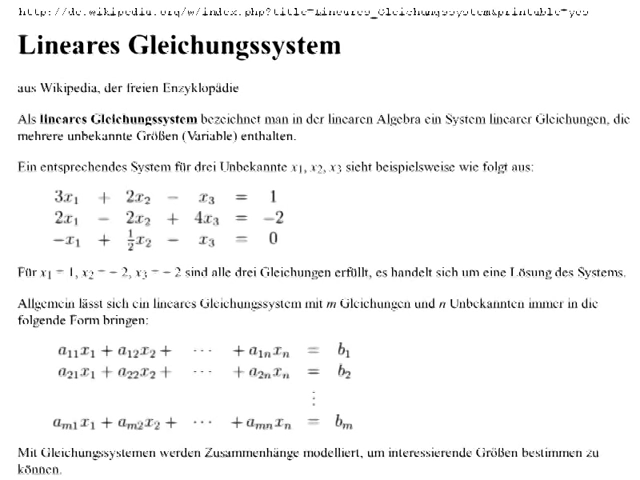 http://de.wikipedia.org/w/index.php?title=Lineares_Gleichungssystem&printable=yes
Lineares Gleichungssystem
aus Wikipedia, der freien Enzyklopädie
Als lineares Gleichungssystem bezeichnet man in der linearen Algebra ein System linearer Gleichungen, die
mehrere unbekannte Größen (Variable) enthalten.
Ein entsprechendes System für drei Unbekannte x₁, x₂, x₃ sieht beispielsweise wie folgt aus:
3x₁ + 2x₂ − x₃ = 1
2x₁ − 2x₂ + 4x₃ = −2
−x₁ + ½x₂ − x₃ = 0
Für x₁ = 1, x₂ = − 2, x₃ = − 2 sind alle drei Gleichungen erfüllt, es handelt sich um eine Lösung des Systems.
Allgemein lässt sich ein lineares Gleichungssystem mit m Gleichungen und n Unbekannten immer in die
folgende Form bringen:
a₁₁x₁ + a₁₂x₂ + ⋯ + a₁ₙxₙ = b₁
a₂₁x₁ + a₂₂x₂ + ⋯ + a₂ₙxₙ = b₂
⋮
aₘ₁x₁ + aₘ₂x₂ + ⋯ + aₘₙxₙ = bₘ
Mit Gleichungssystemen werden Zusammenhänge modelliert, um interessierende Größen bestimmen zu
können.